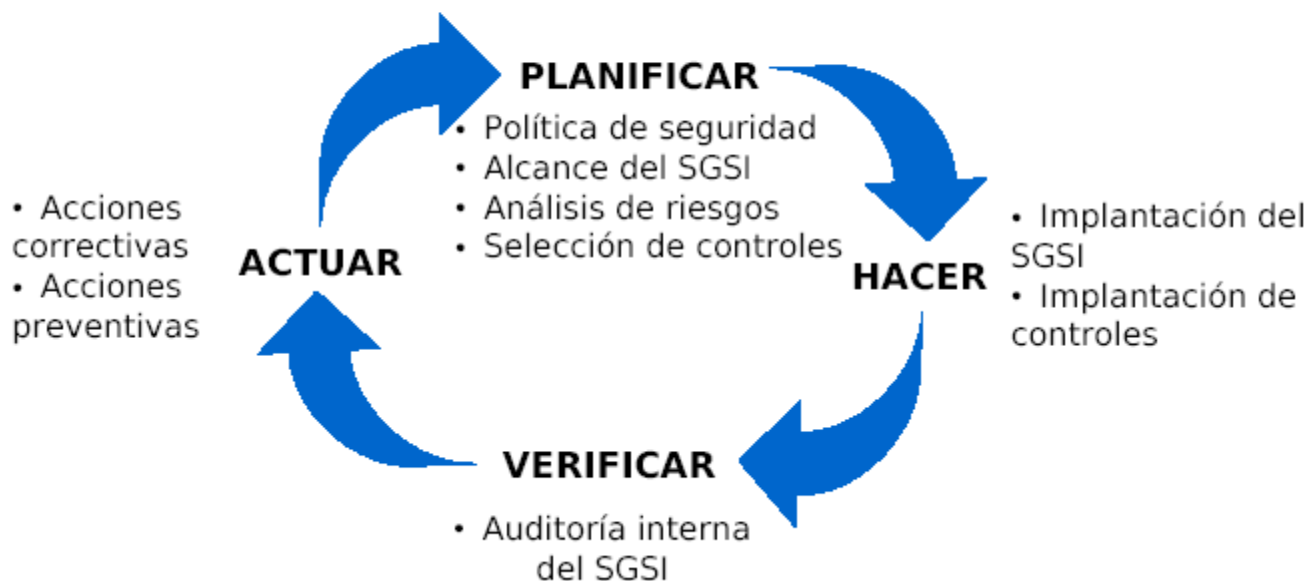 PLANIFICAR
• Política de seguridad
• Alcance del SGSI
• Análisis de riesgos
• Selección de controles
HACER
• Implantación del
SGSI
• Implantación de
controles
VERIFICAR
• Auditoría interna
del SGSI
ACTUAR
• Acciones
correctivas
• Acciones
preventivas